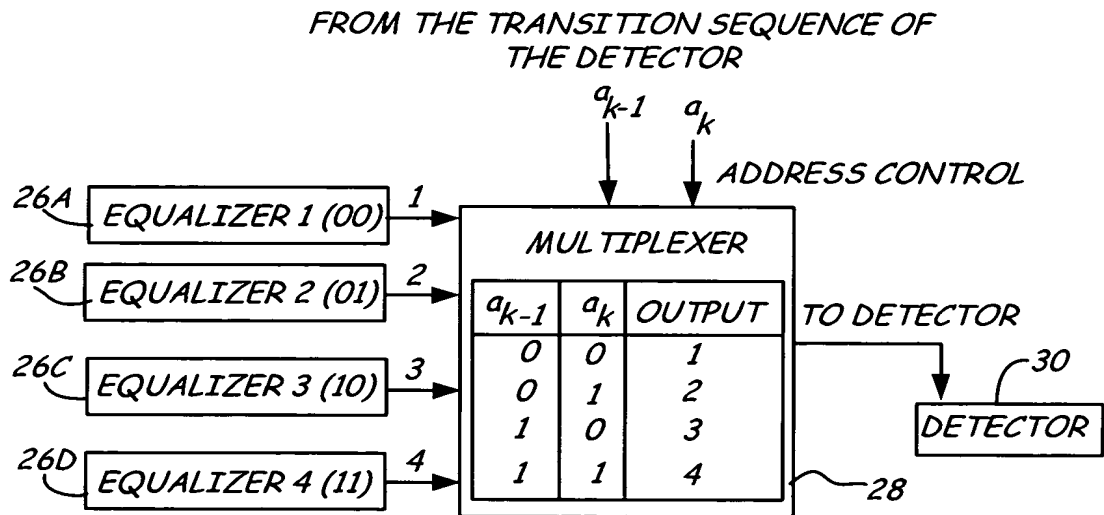 FROM THE TRANSITION SEQUENCE OF
THE DETECTOR
a_{k-1} a_k
ADDRESS CONTROL
26A EQUALIZER 1 (00) 1
26B EQUALIZER 2 (01) 2
26C EQUALIZER 3 (10) 3
26D EQUALIZER 4 (11) 4
MULTIPLEXER
a_{k-1} a_k OUTPUT
0 0 1
0 1 2
1 0 3
1 1 4
28
TO DETECTOR
30
DETECTOR